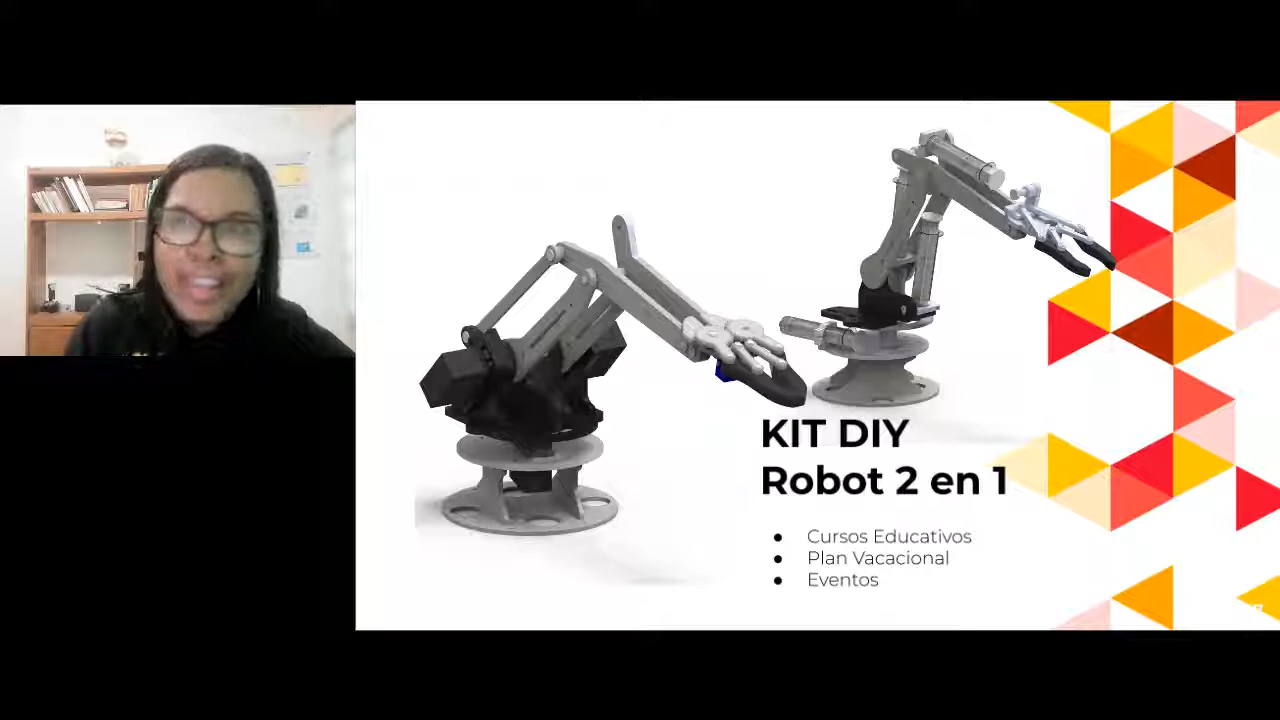 KIT DIY
Robot 2 en 1
● Cursos Educativos
● Plan Vacacional
● Eventos